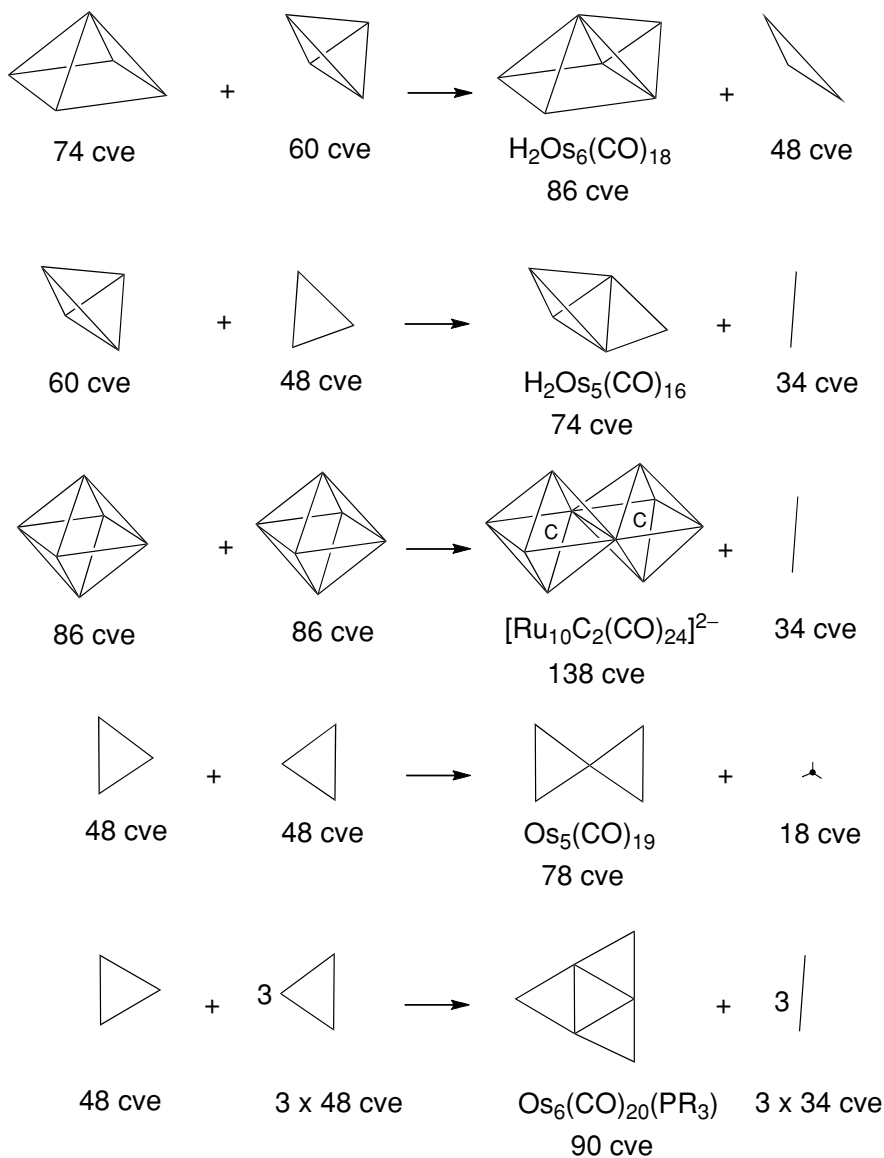 + +
74 cve 60 cve H₂Os₆(CO)₁₈ 48 cve
86 cve
+ +
60 cve 48 cve H₂Os₅(CO)₁₆ 34 cve
74 cve
+ C C +
86 cve 86 cve [Ru₁₀C₂(CO)₂₄]²⁻ 34 cve
138 cve
+ +
48 cve 48 cve Os₅(CO)₁₉ 18 cve
78 cve
+ 3 + 3
48 cve 3 x 48 cve Os₆(CO)₂₀(PR₃) 3 x 34 cve
90 cve